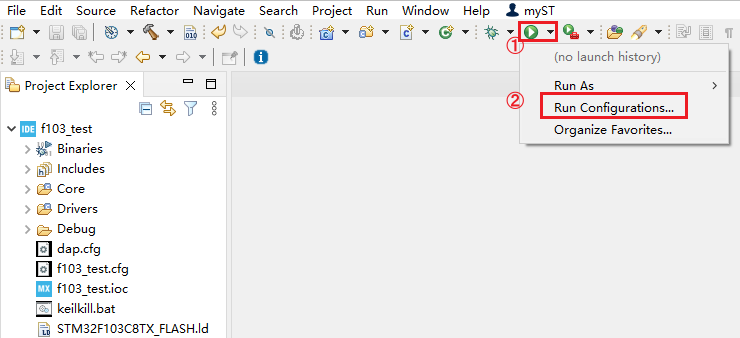 File Edit Source Refactor Navigate Search Project Run Window Help myST
①
(no launch history)
Project Explorer
Run As
② Run Configurations...
Organize Favorites...
IDE f103_test
Binaries
Includes
Core
Drivers
Debug
dap.cfg
f103_test.cfg
MX f103_test.ioc
keilkill.bat
LD STM32F103C8TX_FLASH.ld